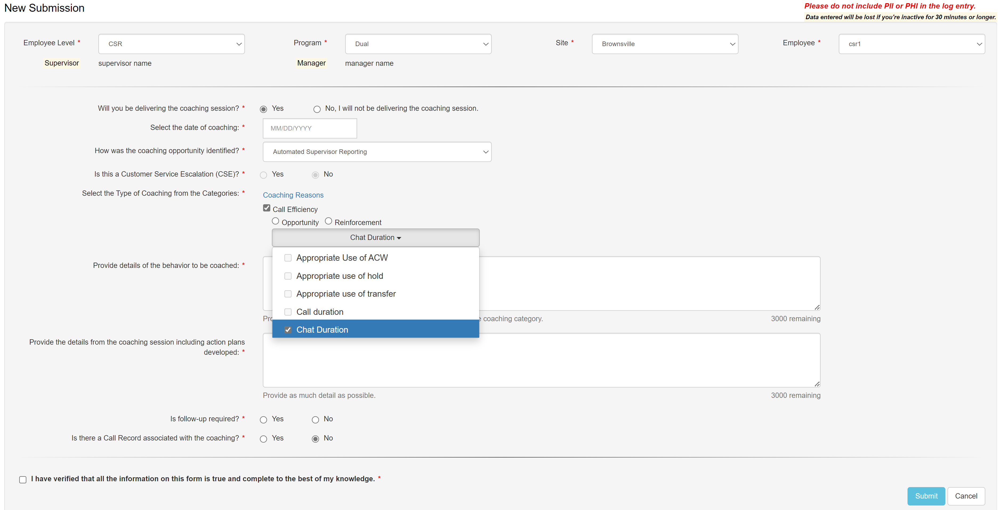 New Submission
Please do not include PII or PHI in the log entry.
Data entered will be lost if you're inactive for 30 minutes or longer.
Employee Level * CSR Program * Dual Site * Brownsville Employee * csr1
Supervisor supervisor name Manager manager name
Will you be delivering the coaching session? * Yes No, I will not be delivering the coaching session.
Select the date of coaching: * MM/DD/YYYY
How was the coaching opportunity identified? * Automated Supervisor Reporting
Is this a Customer Service Escalation (CSE)? * Yes No
Select the Type of Coaching from the Categories: * Coaching Reasons
Call Efficiency
Opportunity Reinforcement
Chat Duration
Appropriate Use of ACW
Provide details of the behavior to be coached: *
Appropriate use of hold
Appropriate use of transfer
Call duration
coaching category. 3000 remaining
Chat Duration
Provide the details from the coaching session including action plans
developed: *
Provide as much detail as possible. 3000 remaining
Is follow-up required? * Yes No
Is there a Call Record associated with the coaching? * Yes No
I have verified that all the information on this form is true and complete to the best of my knowledge. *
Submit Cancel